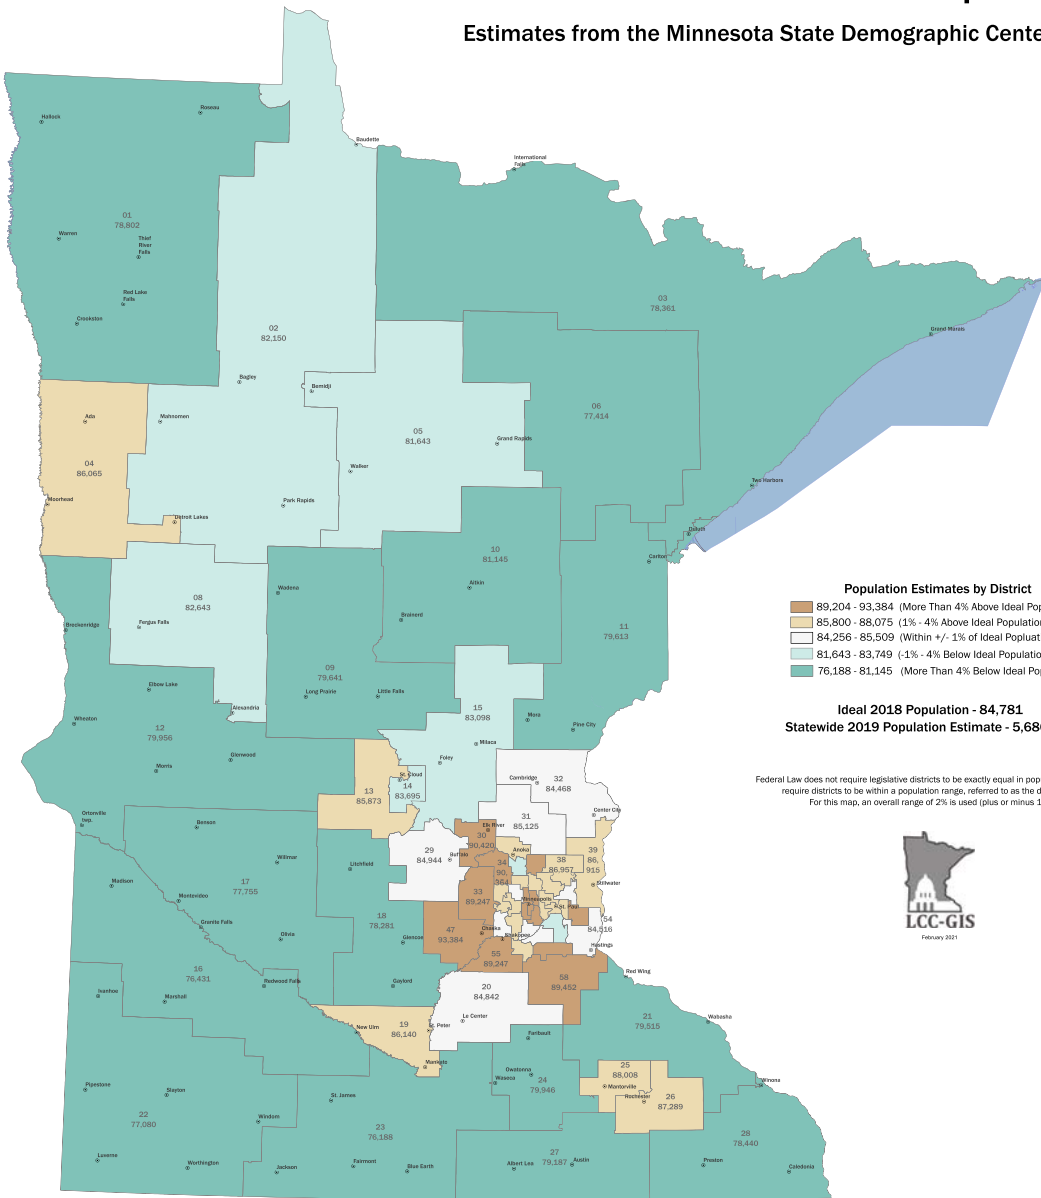 Estimates from the Minnesota State Demographic Cente
Hallock
Roseau
Baudette
International
Falls
01
78,802
Warren
Thief
River
Falls
Red Lake
Falls
Crookston
03
78,361
Grand Marais
02
82,150
Bagley
Bemidji
06
77,414
Ada
Mahnomen
05
81,643
Grand Rapids
04
86,065
Walker
Two Harbors
Moorhead
Park Rapids
Detroit Lakes
Duluth
Carlton
10
81,145
Aitkin
Wadena
08
82,643
Brainerd
Fergus Falls
Breckenridge
11
79,613
09
79,641
Elbow Lake
Long Prairie
Little Falls
Alexandria
15
83,098
Mora
Pine City
Wheaton
12
79,956
Milaca
Glenwood
Foley
Morris
St. Cloud
14
83,695
13
85,873
Cambridge
32
84,468
Ortonville
twp.
Benson
Center City
31
85,125
Elk River
30
90,420
29
84,944
Buffalo
Anoka
39
86,
915
38
86,957
34
90,
364
Willmar
Litchfield
Madison
17
77,755
Stillwater
33
89,247
Minneapolis
St. Paul
Montevideo
Granite Falls
18
78,281
Glencoe
47
93,384
Chaska
Shakopee
54
84,516
Hastings
Olivia
55
89,247
16
76,431
Redwood Falls
Gaylord
58
89,452
Red Wing
Ivanhoe
Marshall
20
84,842
Le Center
New Ulm
19
86,140
St. Peter
21
79,515
Wabasha
Faribault
Mankato
Owatonna
Waseca
24
79,946
25
88,008
Mantorville
Rochester
26
87,289
Winona
Pipestone
Slayton
St. James
22
77,080
Windom
23
76,188
28
78,440
Luverne
Worthington
Jackson
Fairmont
Blue Earth
27
79,187
Albert Lea
Austin
Preston
Caledonia
Population Estimates by District
89,204 - 93,384 (More Than 4% Above Ideal Pop
85,800 - 88,075 (1% - 4% Above Ideal Population
84,256 - 85,509 (Within +/- 1% of Ideal Popluat
81,643 - 83,749 (-1% - 4% Below Ideal Populatio
76,188 - 81,145 (More Than 4% Below Ideal Pop
Ideal 2018 Population - 84,781
Statewide 2019 Population Estimate - 5,68
Federal Law does not require legislative districts to be exactly equal in pop
require districts to be within a population range, referred to as the d
For this map, an overall range of 2% is used (plus or minus 1
LCC-GIS
February 2021